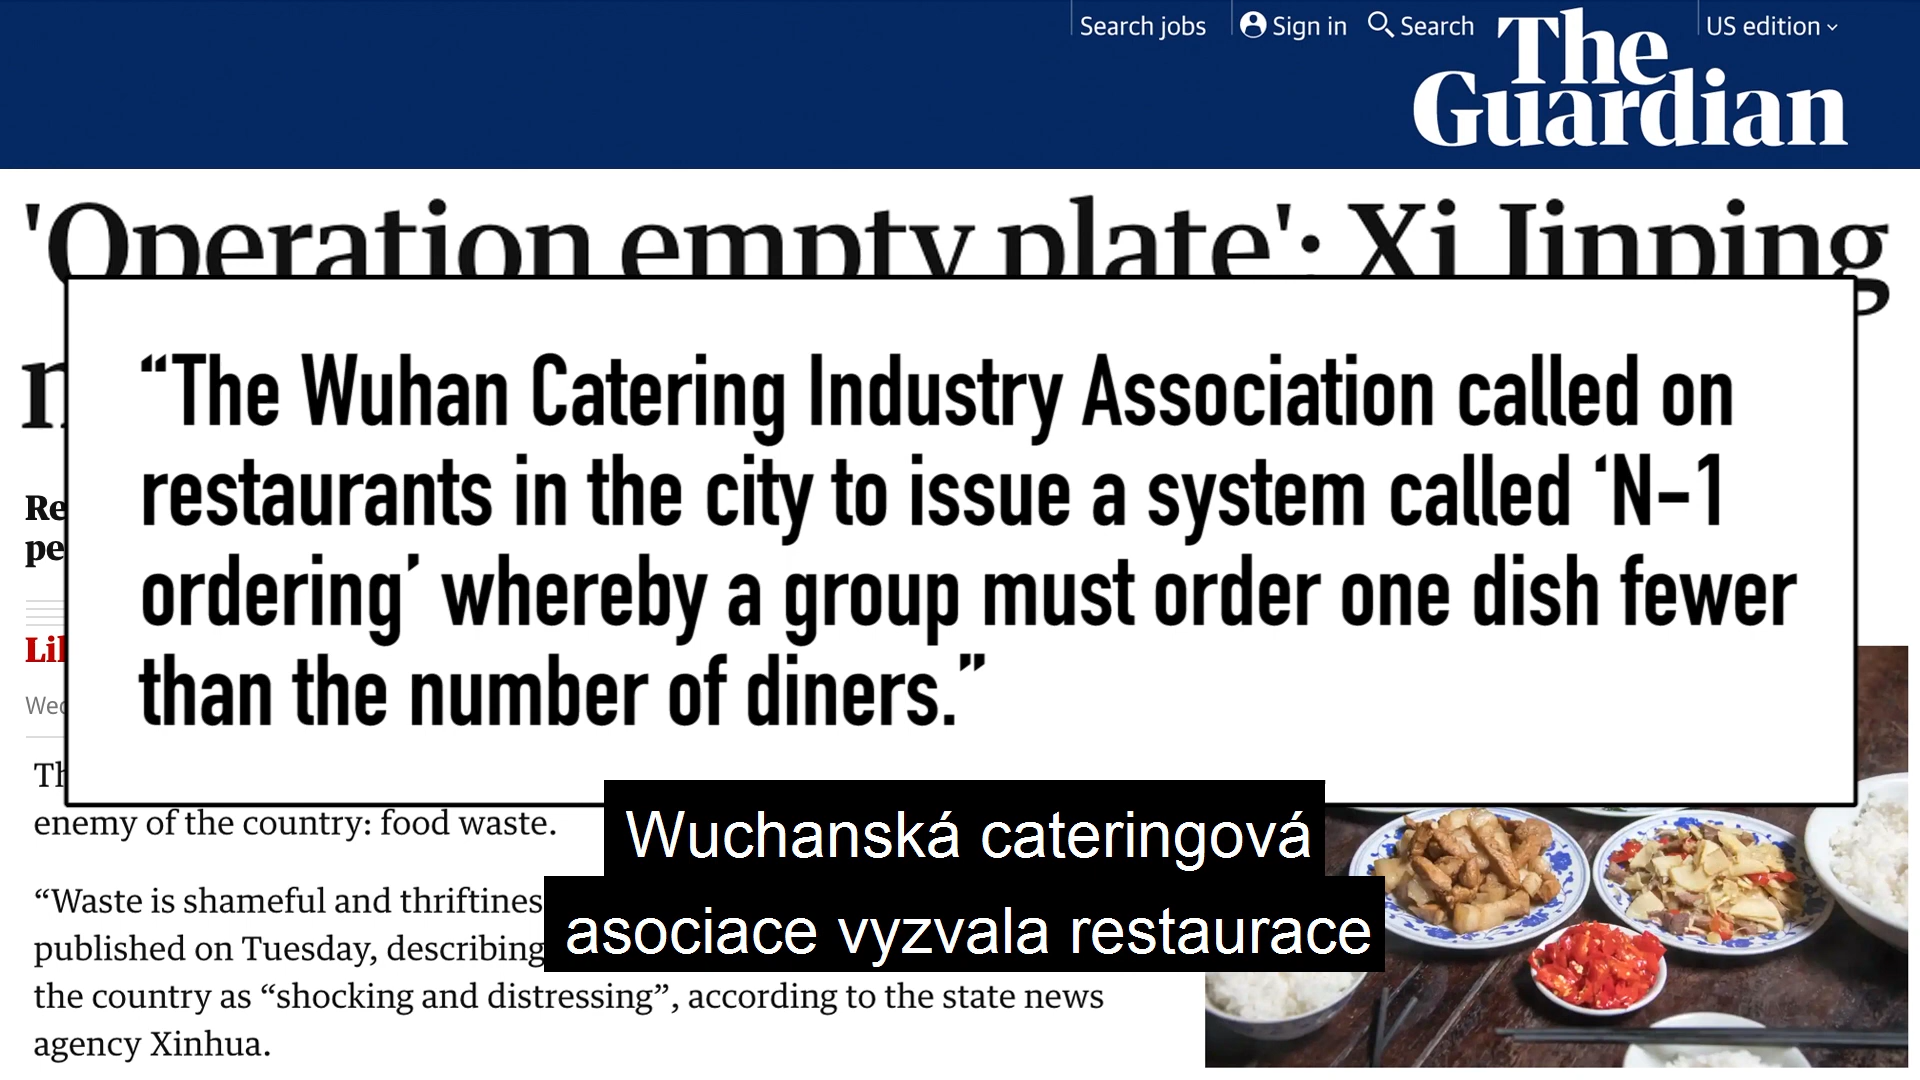 Search jobs
Sign in
Search
US edition
The
Guardian
'Operation empty plate': Xi Jinping
“The Wuhan Catering Industry Association called on
restaurants in the city to issue a system called ‘N–1
ordering’ whereby a group must order one dish fewer
than the number of diners.”
enemy of the country: food waste.
“Waste is shameful and
published on Tuesday, describing
the country as “shocking and distressing”, according to the state news
agency Xinhua.
Wuchanská cateringová
asociace vyzvala restaurace